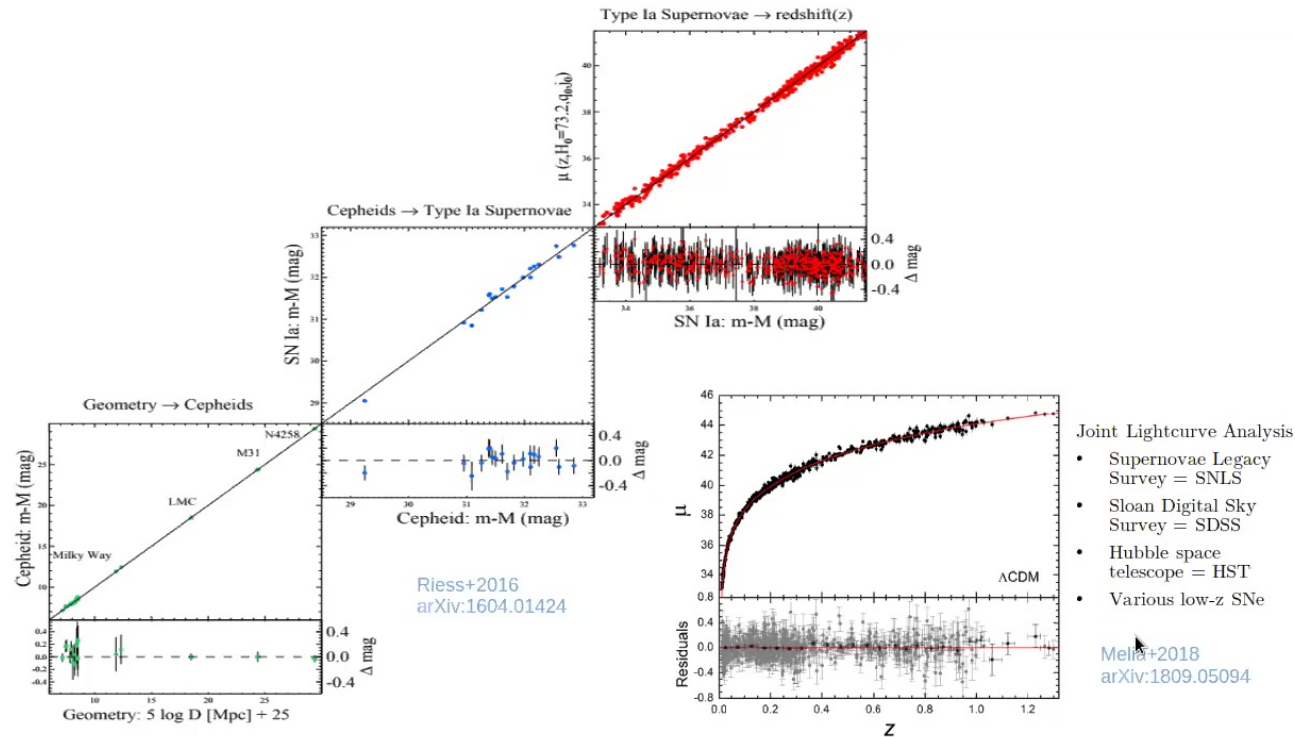 Type Ia Supernovae → redshift(z)
40
38
36
34
μ (z,H₀=73.2,q₀,j₀)
0.4
0.0
-0.4
Δ mag
34
36
38
40
SN Ia: m-M (mag)
Cepheids → Type Ia Supernovae
33
32
31
30
29
SN Ia: m-M (mag)
0.4
0.0
-0.4
Δ mag
29
30
31
32
33
Cepheid: m-M (mag)
Geometry → Cepheids
N4258
M31
LMC
Milky Way
25
20
15
10
Cepheid: m-M (mag)
0.4
0.2
0.0
-0.2
-0.4
0.4
0.0
-0.4
Δ mag
10
15
20
25
Geometry: 5 log D [Mpc] + 25
Riess+2016
arXiv:1604.01424
46
44
42
40
38
36
34
μ
ΛCDM
0.8
0.4
0.0
-0.4
-0.8
Residuals
0.0
0.2
0.4
0.6
0.8
1.0
1.2
z
Joint Lightcurve Analysis
• Supernovae Legacy
Survey = SNLS
• Sloan Digital Sky
Survey = SDSS
• Hubble space
telescope = HST
• Various low-z SNe
Melia+2018
arXiv:1809.05094